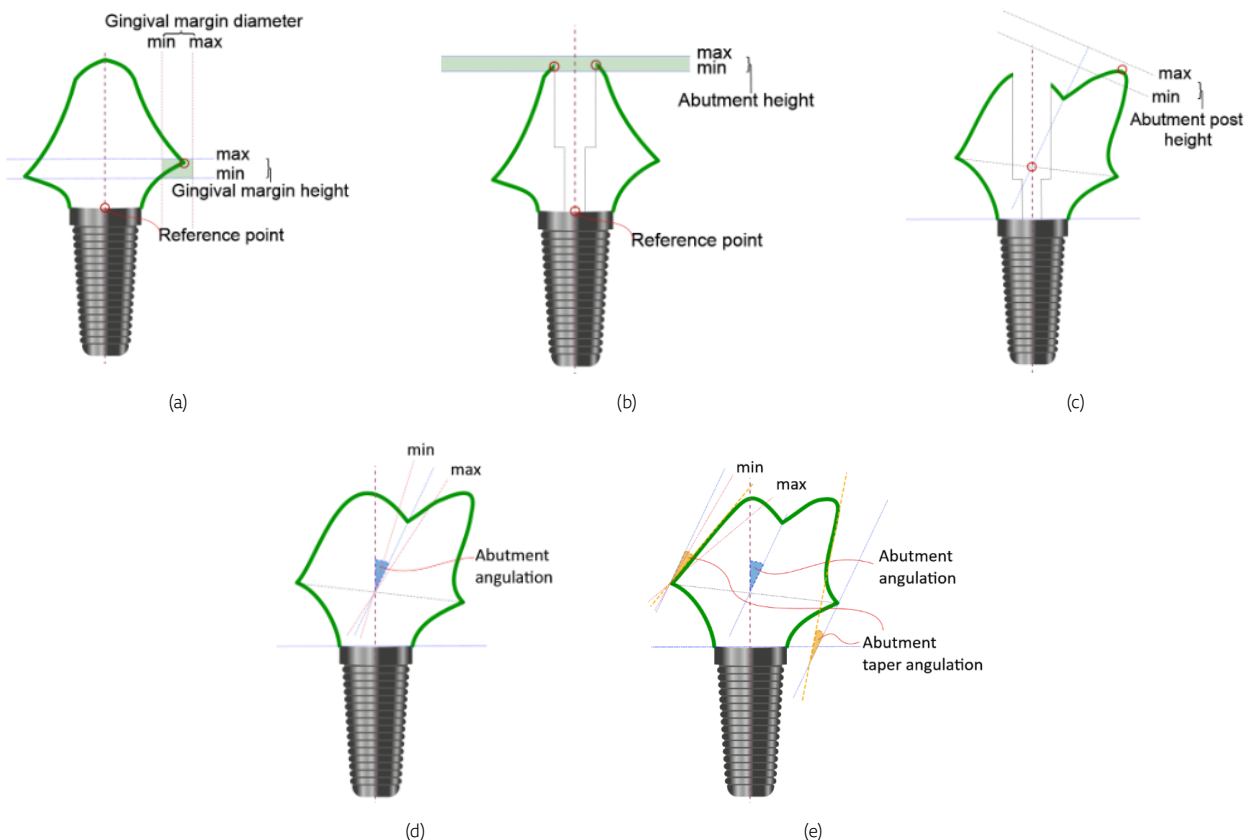 Gingival margin diameter
min max
max
min
Gingival margin height
Reference point
(a)
max
min
Abutment height
Reference point
(b)
max
min
Abutment post
height
(c)
min
max
Abutment
angulation
(d)
min
max
Abutment
angulation
Abutment
taper angulation
(e)